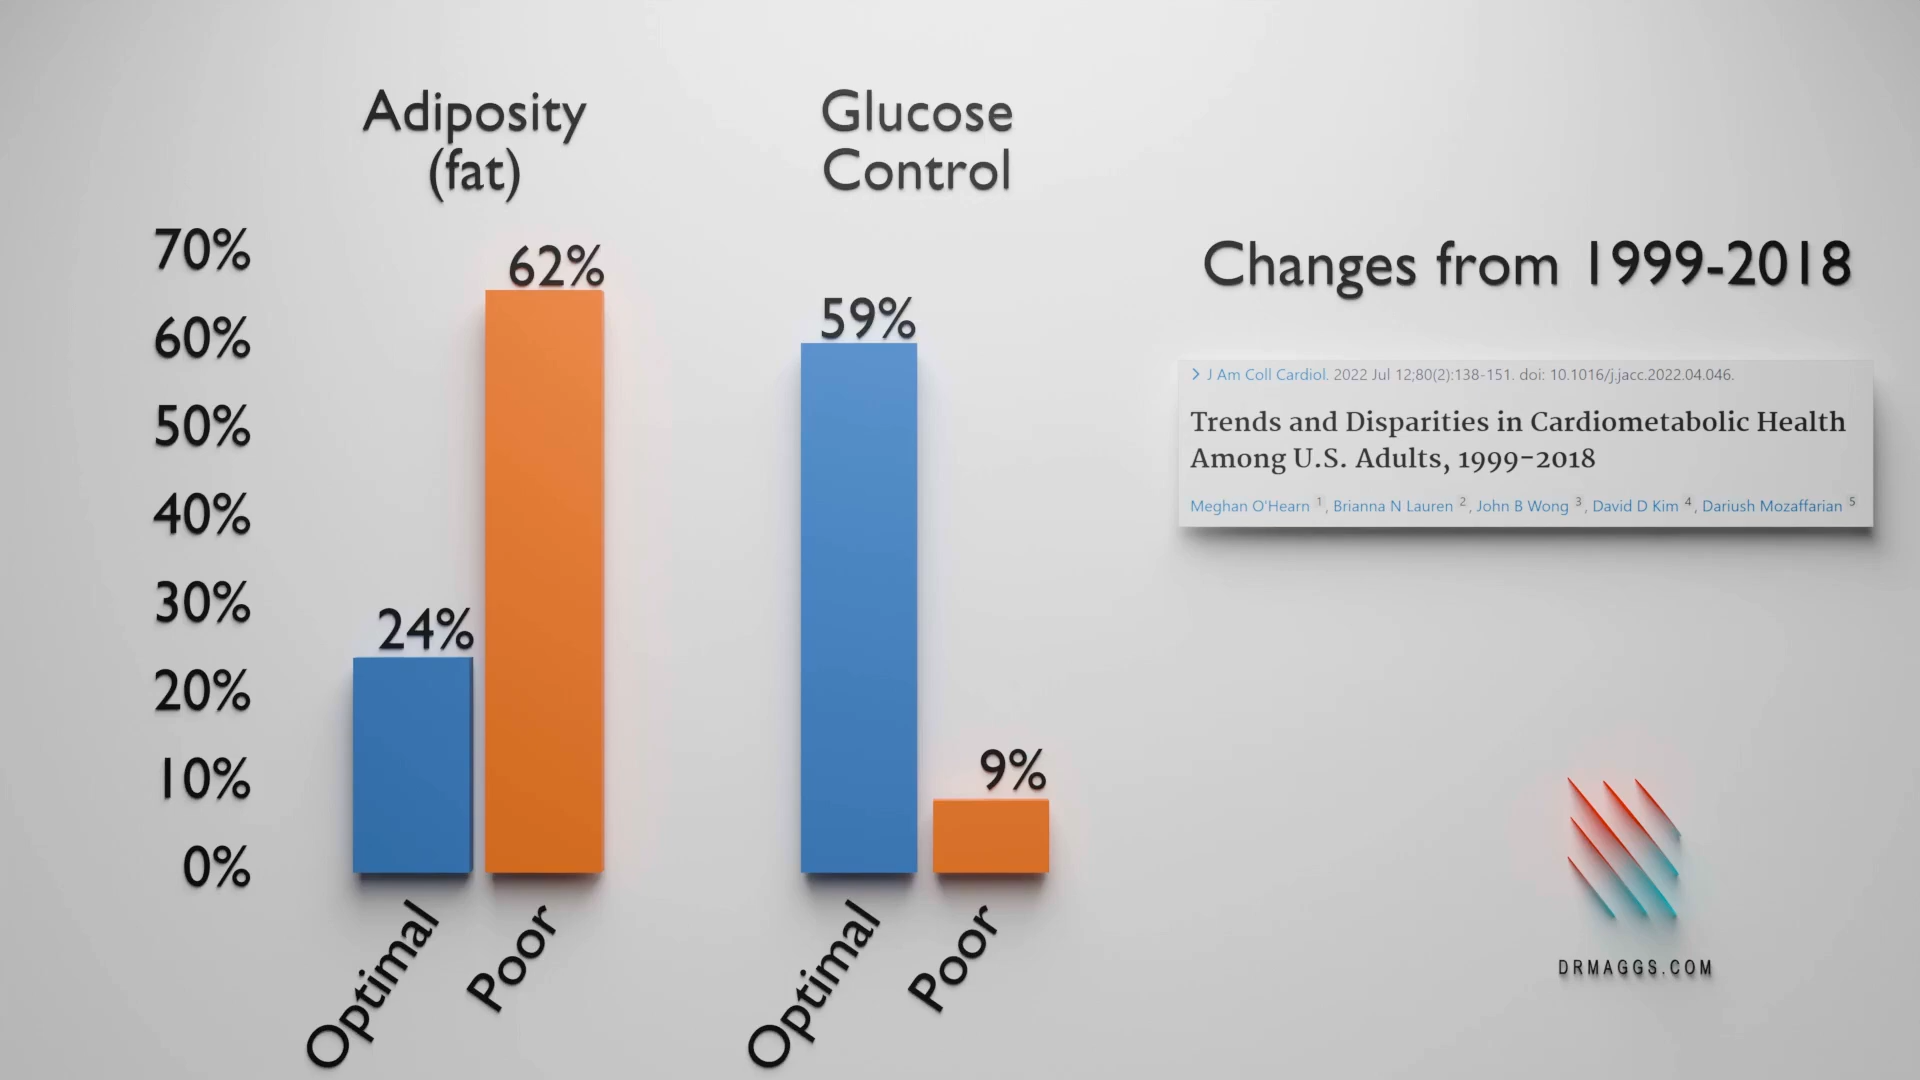 Adiposity
(fat)
Glucose
Control
70%
60%
50%
40%
30%
20%
10%
0%
24%
62%
59%
9%
Optimal
Poor
Optimal
Poor
Changes from 1999-2018
> J Am Coll Cardiol. 2022 Jul 12;80(2):138-151. doi: 10.1016/j.jacc.2022.04.046.
Trends and Disparities in Cardiometabolic Health
Among U.S. Adults, 1999-2018
Meghan O'Hearn 1, Brianna N Lauren 2, John B Wong 3, David D Kim 4, Dariush Mozaffarian 5
DRMAGGS.COM